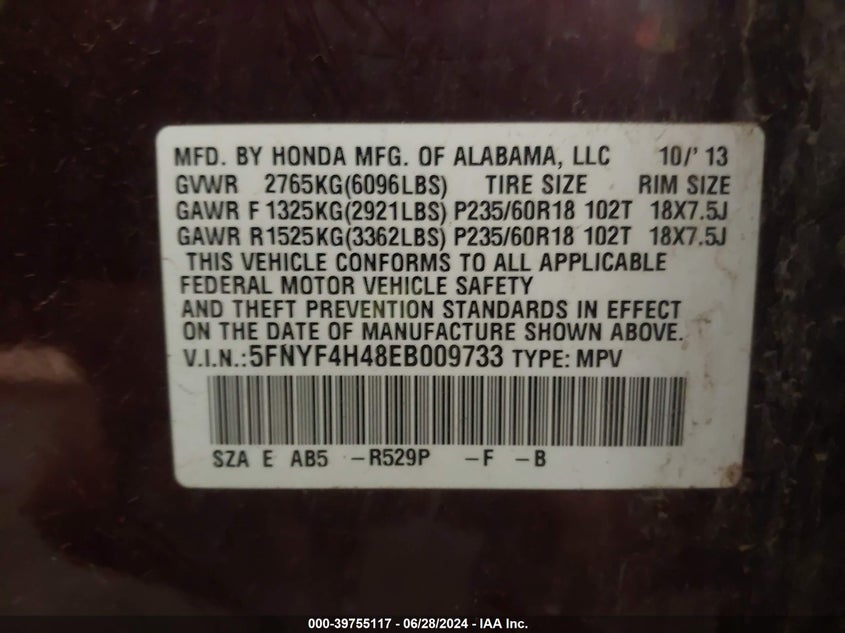 MFD. BY HONDA MFG. OF ALABAMA, LLC 10/' 13
GVWR 2765KG(6096LBS) TIRE SIZE RIM SIZE
GAWR F 1325KG(2921LBS) P235/60R18 102T 18X7.5J
GAWR R1525KG(3362LBS) P235/60R18 102T 18X7.5J
THIS VEHICLE CONFORMS TO ALL APPLICABLE
FEDERAL MOTOR VEHICLE SAFETY
AND THEFT PREVENTION STANDARDS IN EFFECT
ON THE DATE OF MANUFACTURE SHOWN ABOVE.
V.I.N.:5FNYF4H48EB009733 TYPE: MPV
SZA E AB5 -R529P -F -B
000-39755117 - 06/28/2024 - IAA Inc.